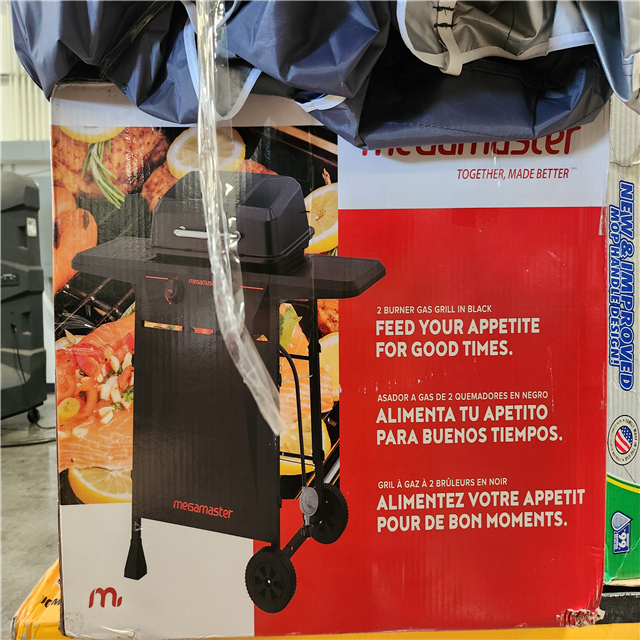 megamaster
TOGETHER, MADE BETTER
megamaster
2 BURNER GAS GRILL IN BLACK
FEED YOUR APPETITE
FOR GOOD TIMES.
ASADOR A GAS DE 2 QUEMADORES EN NEGRO
ALIMENTA TU APETITO
PARA BUENOS TIEMPOS.
GRIL À GAZ À 2 BRÛLEURS EN NOIR
ALIMENTEZ VOTRE APPETIT
POUR DE BON MOMENTS.
megamaster
m
NEW & IMPROVED
MOP HANDLE DESIGN!
99